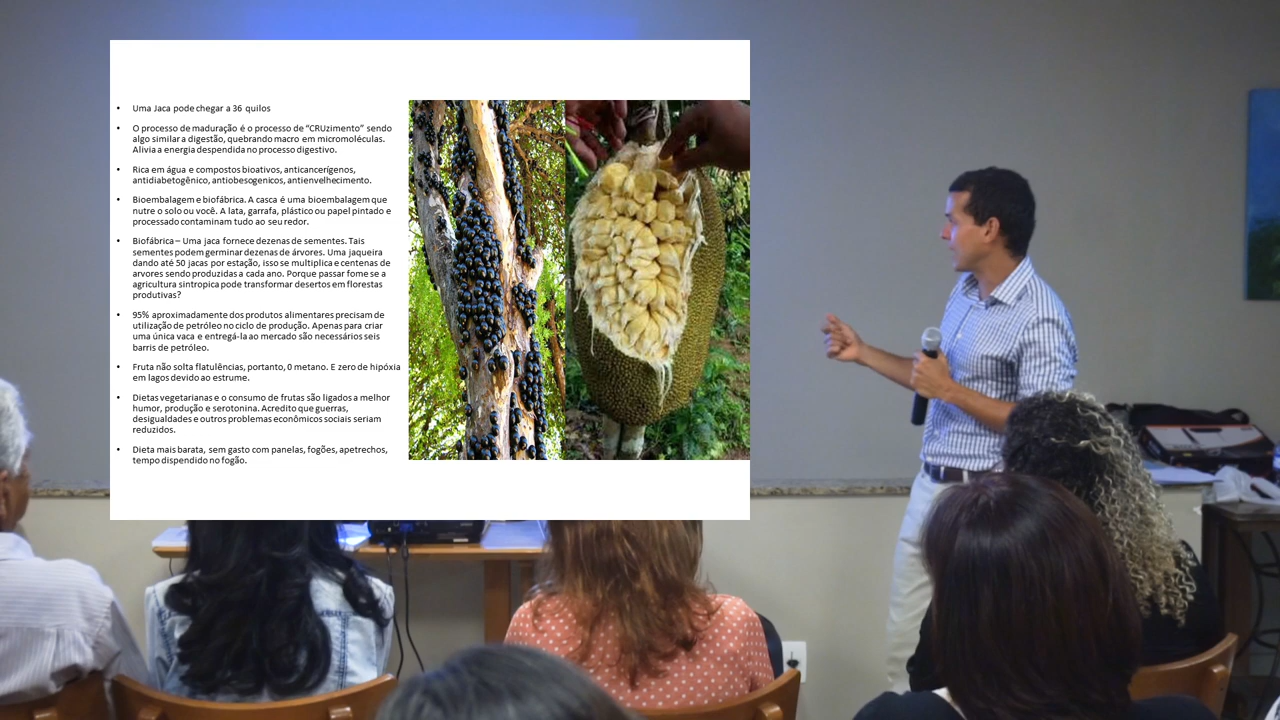 • Uma Jaca pode chegar a 36 quilos
• O processo de maduração é o processo de “CRUzimento” sendo
algo similar a digestão, quebrando macro em micromoléculas.
Alivia a energia despendida no processo digestivo.
• Rica em água e compostos bioativos, anticancerígenos,
antidiabetogênico, antiobesogenicos, antienvelhecimento.
• Bioembalagem e biofábrica. A casca é uma bioembalagem que
nutre o solo ou você. A lata, garrafa, plástico ou papel pintado e
processado contaminam tudo ao seu redor.
• Biofábrica – Uma jaca fornece dezenas de sementes. Tais
sementes podem germinar dezenas de árvores. Uma jaqueira
dando até 50 jacas por estação, isso se multiplica e centenas de
arvores sendo produzidas a cada ano. Porque passar fome se a
agricultura sintropica pode transformar desertos em florestas
produtivas?
• 95% aproximadamente dos produtos alimentares precisam de
utilização de petróleo no ciclo de produção. Apenas para criar
uma única vaca e entregá-la ao mercado são necessários seis
barris de petróleo.
• Fruta não solta flatulências, portanto, 0 metano. E zero de hipóxia
em lagos devido ao estrume.
• Dietas vegetarianas e o consumo de frutas são ligados a melhor
humor, produção e serotonina. Acredito que guerras,
desigualdades e outros problemas econômicos sociais seriam
reduzidos.
• Dieta mais barata, sem gasto com panelas, fogões, apetrechos,
tempo dispendido no fogão.